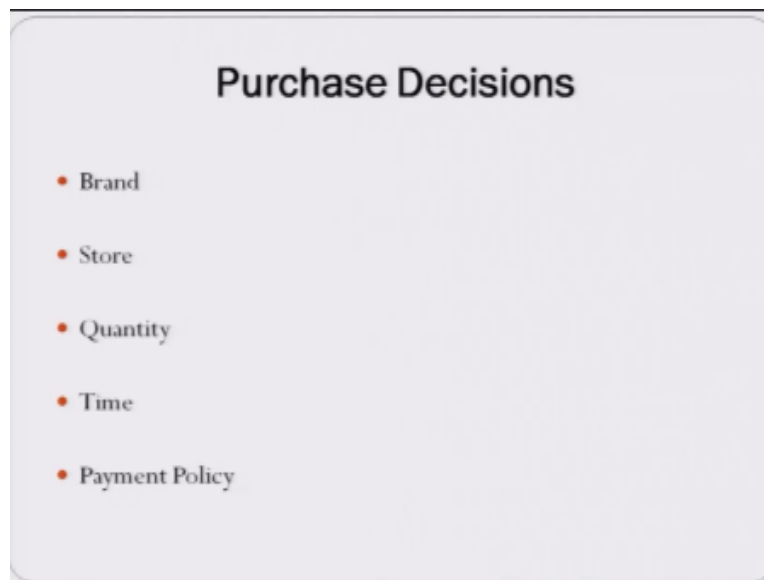 Purchase Decisions
Brand
Store
Quantity
Time
Payment Policy